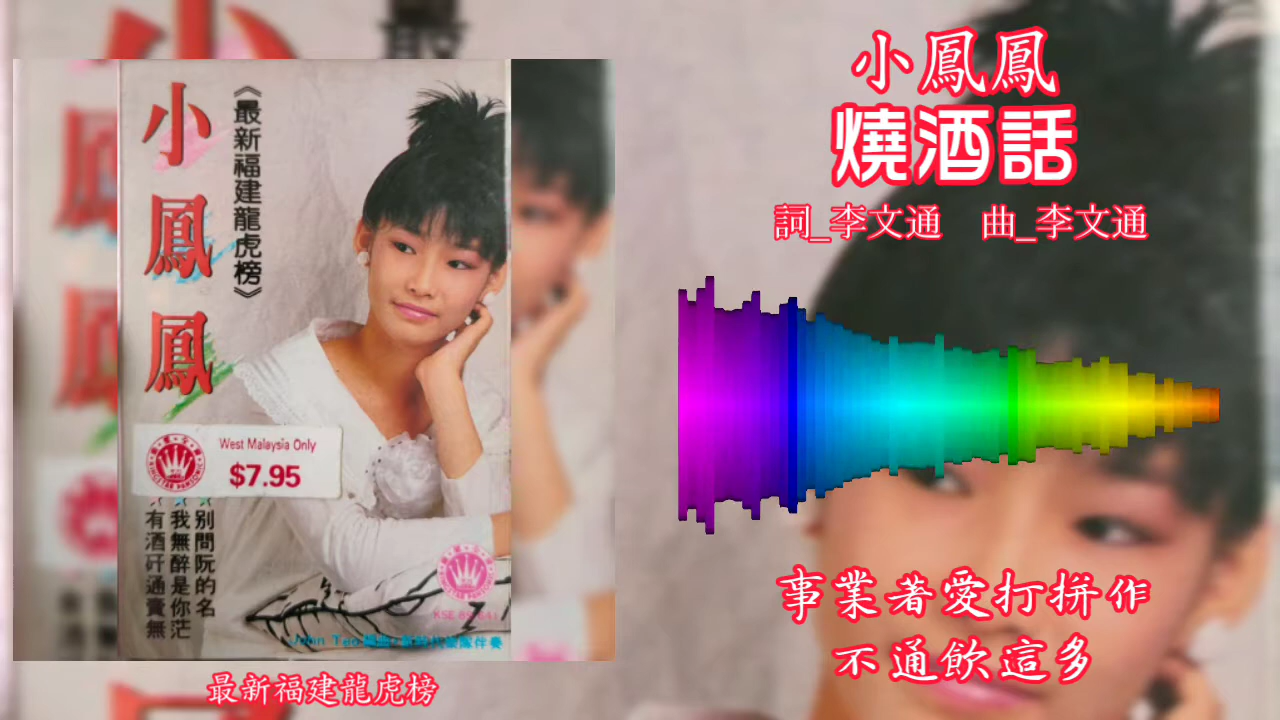 小鳳鳳
《最新福建龍虎榜》
West Malaysia Only
$7.95
别問阮的名
我無醉是你茫
有酒矸通賣無
最新福建龍虎榜
小鳳鳳
燒酒話
詞_李文通 曲_李文通
事業著愛打拼作
不通飲這多